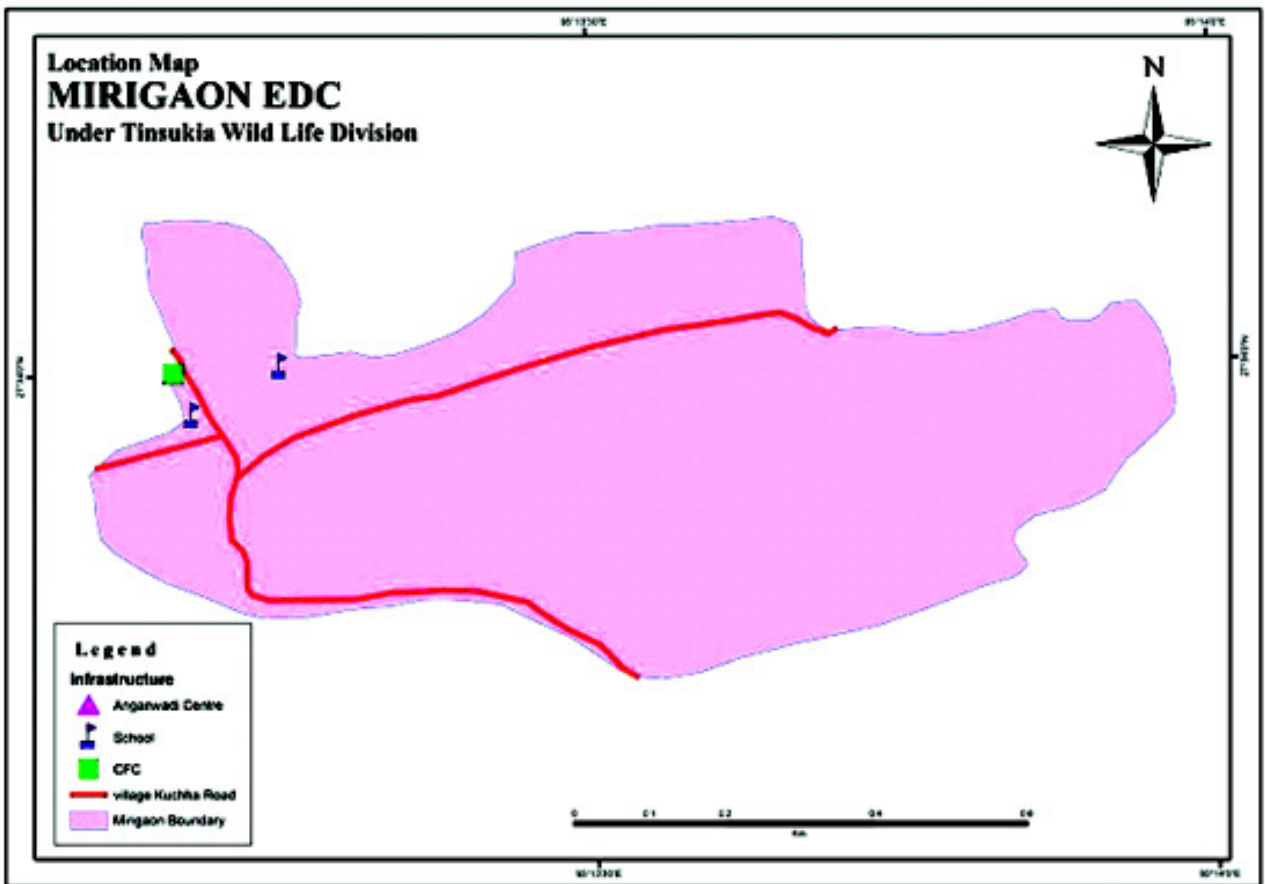 Location Map
MIRIGAON EDC
Under Tinsukia Wild Life Division
N
Legend
Infrastructure
Anganwadi Centre
School
CFC
village Kuchha Road
Mirigaon Boundary
0 0.1 0.2 0.4 0.6
Km